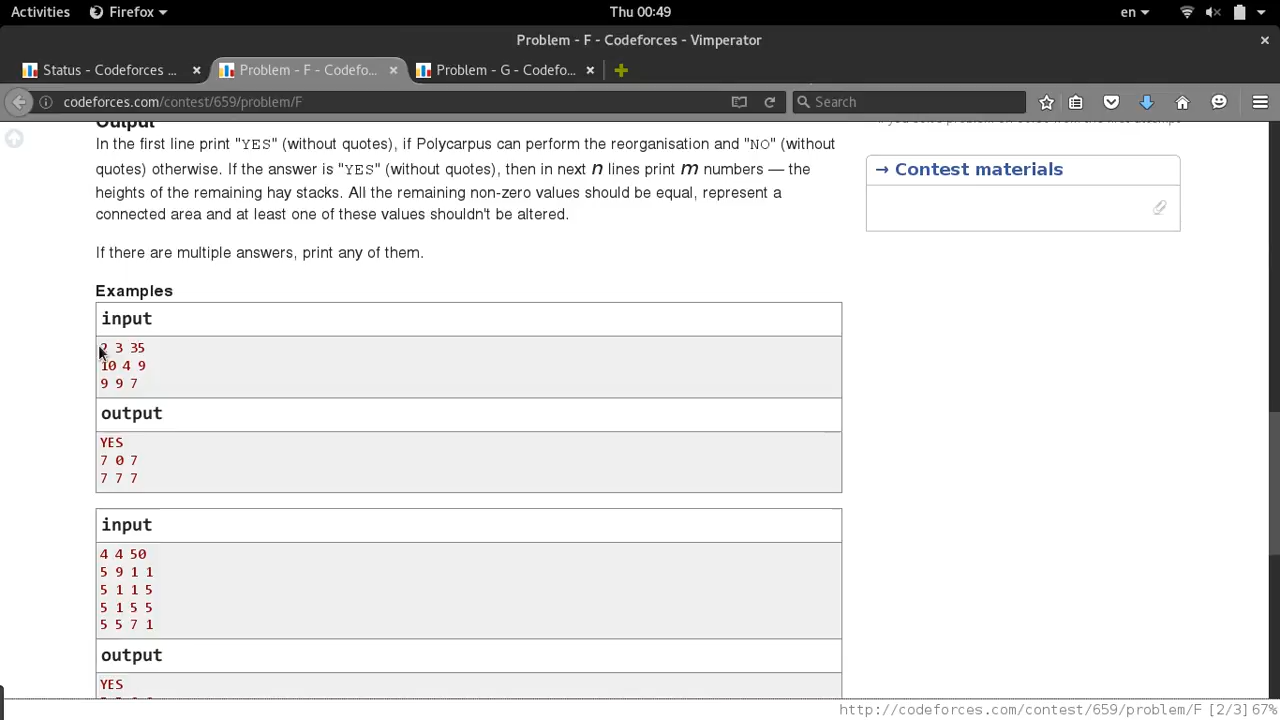 Activities Firefox Thu 00:49 en
Problem - F - Codeforces - Vimperator
Status - Codeforces ... Problem - F - Codefo... Problem - G - Codefo...
codeforces.com/contest/659/problem/F Search
Output
In the first line print "YES" (without quotes), if Polycarpus can perform the reorganisation and "NO" (without
quotes) otherwise. If the answer is "YES" (without quotes), then in next n lines print m numbers — the
heights of the remaining hay stacks. All the remaining non-zero values should be equal, represent a
connected area and at least one of these values shouldn't be altered.
If there are multiple answers, print any of them.
→ Contest materials
Examples
input
2 3 35
10 4 9
9 9 7
output
YES
7 0 7
7 7 7
input
4 4 50
5 9 1 1
5 1 1 5
5 1 5 5
5 5 7 1
output
YES
http://codeforces.com/contest/659/problem/F [2/3] 67%